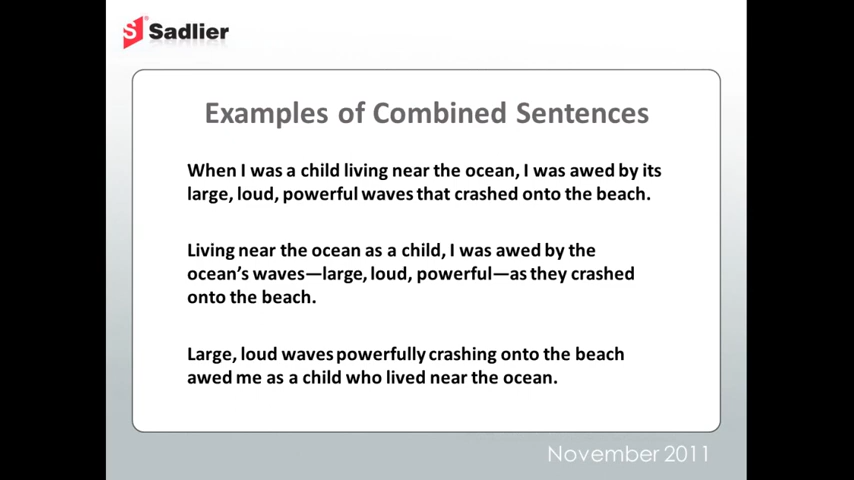 Sadlier
Examples of Combined Sentences
When I was a child living near the ocean, I was awed by its
large, loud, powerful waves that crashed onto the beach.
Living near the ocean as a child, I was awed by the
ocean’s waves—large, loud, powerful—as they crashed
onto the beach.
Large, loud waves powerfully crashing onto the beach
awed me as a child who lived near the ocean.
November 2011